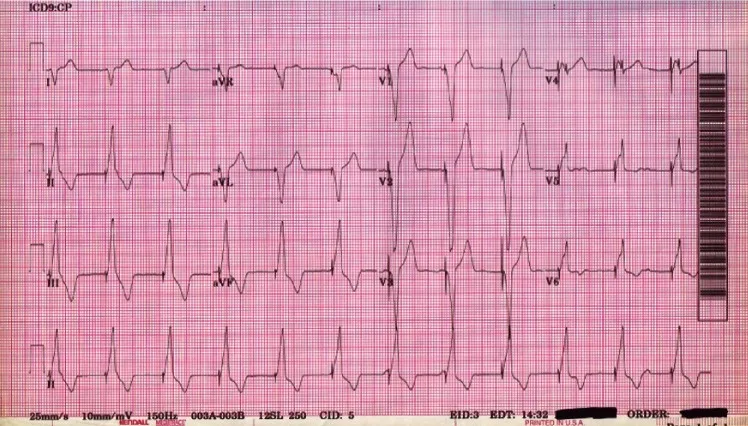 ICD9:CP
I aVR V1 V4
II aVL V2 V5
III aVF V3 V6
II
25mm/s 10mm/mV 150Hz 003A-003B 12SL 250 CID: 5 EID:3 EDT: 14:32 ORDER:
KENDALL PRINTED IN U.S.A.